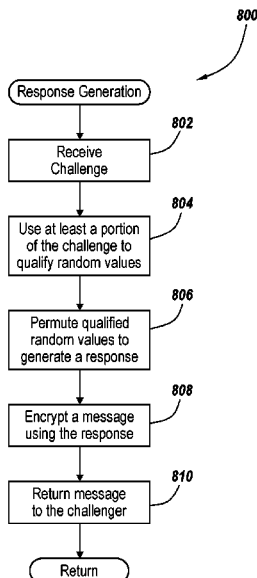 800
Response Generation
802
Receive
Challenge
804
Use at least a portion
of the challenge to
qualify random values
806
Permute qualified
random values to
generate a response
808
Encrypt a message
using the response
810
Return message
to the challenger
Return